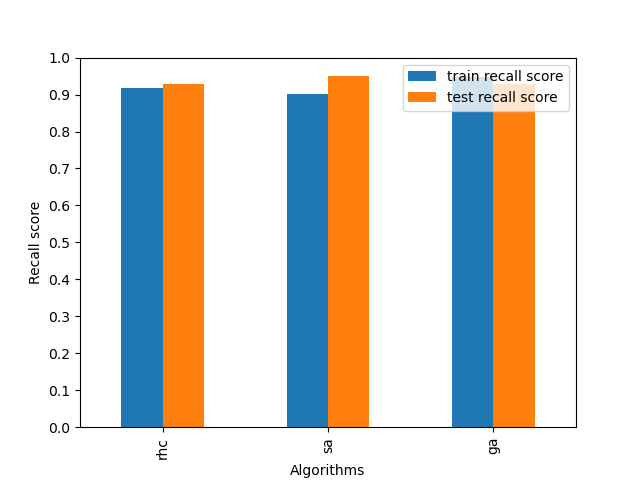 1.0
0.9
0.8
0.7
0.6
0.5
0.4
0.3
0.2
0.1
0.0
Recall score
train recall score
test recall score
rhc
sa
ga
Algorithms